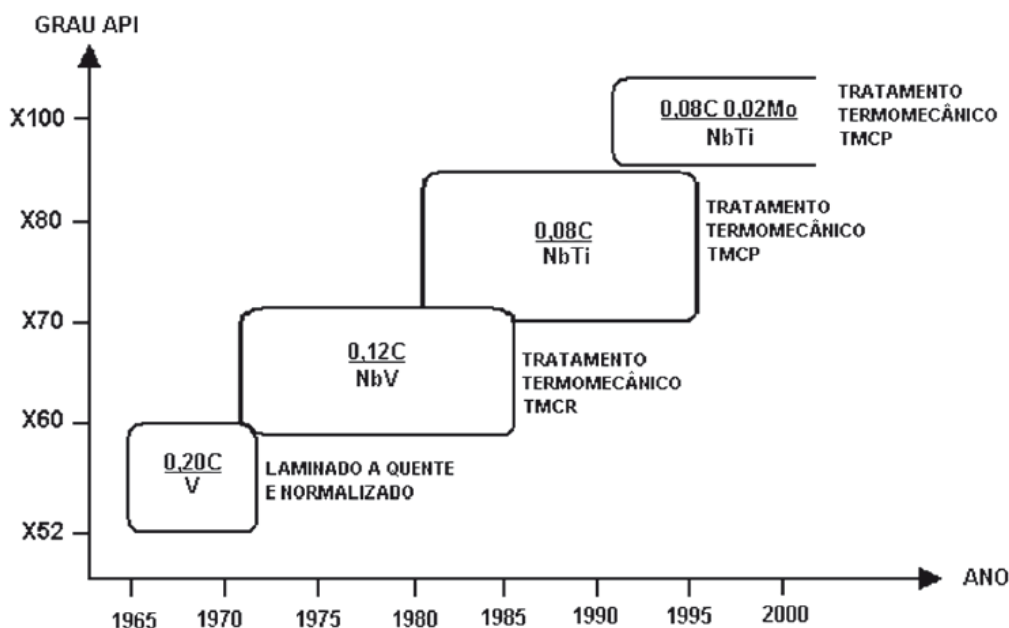 GRAU API
X100
X80
X70
X60
X52
0,08C 0,02Mo
NbTi
TRATAMENTO
TERMOMECÂNICO
TMCP
0,08C
NbTi
TRATAMENTO
TERMOMECÂNICO
TMCP
0,12C
NbV
TRATAMENTO
TERMOMECÂNICO
TMCR
0,20C
V
LAMINADO A QUENTE
E NORMALIZADO
1965 1970 1975 1980 1985 1990 1995 2000
ANO